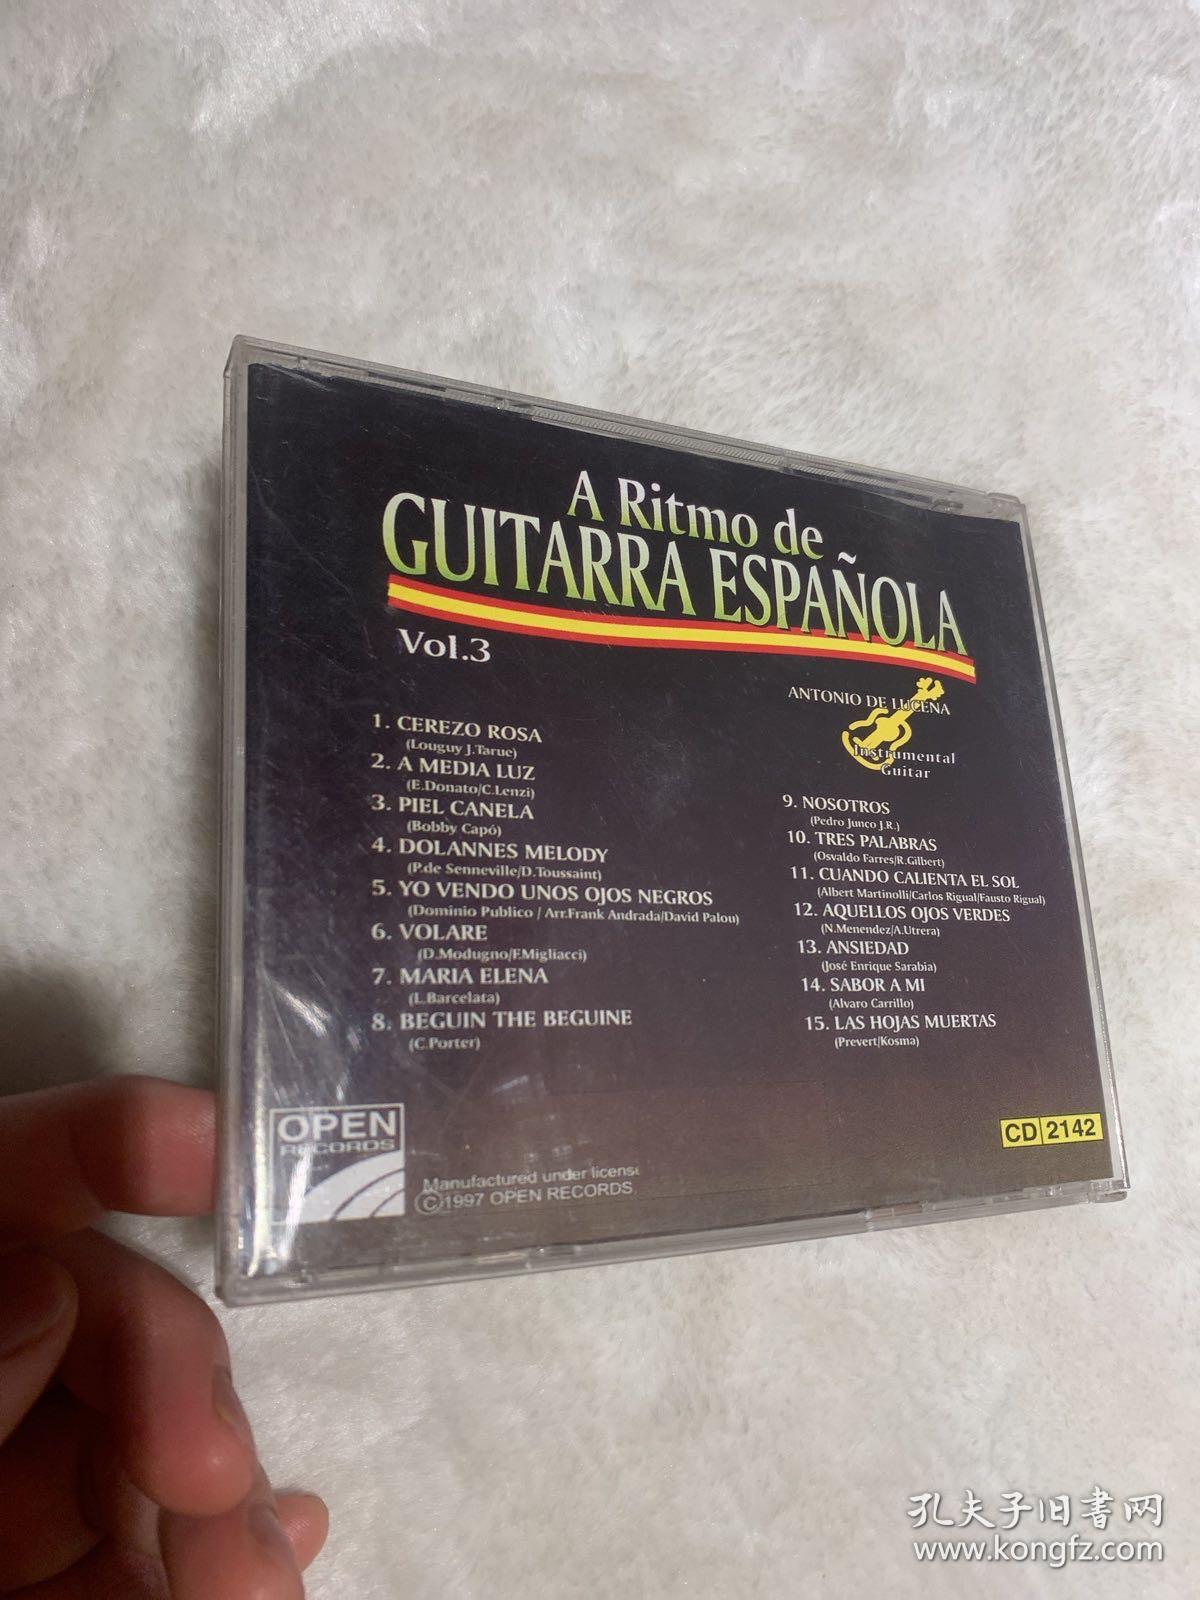 A Ritmo de
GUITARRA ESPAÑOLA
Vol.3
ANTONIO DE LUCENA
Instrumental
Guitar
1. CEREZO ROSA
(Louguy J.Tarue)
2. A MEDIA LUZ
(E.Donato/C.Lenzi)
3. PIEL CANELA
(Bobby Capó)
4. DOLANNES MELODY
(P.de Senneville/D.Toussaint)
5. YO VENDO UNOS OJOS NEGROS
(Dominio Publico / Arr.Frank Andrada/David Palou)
6. VOLARE
(D.Modugno/F.Migliacci)
7. MARIA ELENA
(L.Barcelata)
8. BEGUIN THE BEGUINE
(C.Porter)
9. NOSOTROS
(Pedro Junco J.R.)
10. TRES PALABRAS
(Osvaldo Farres/R.Gilbert)
11. CUANDO CALIENTA EL SOL
(Albert Martinolli/Carlos Rigual/Fausto Rigual)
12. AQUELLOS OJOS VERDES
(N.Menendez/A.Utrera)
13. ANSIEDAD
(José Enrique Sarabia)
14. SABOR A MI
(Alvaro Carrillo)
15. LAS HOJAS MUERTAS
(Prevert/Kosma)
OPEN
RECORDS
Manufactured under license
©1997 OPEN RECORDS
CD 2142
孔夫子旧书网
www.kongfz.com